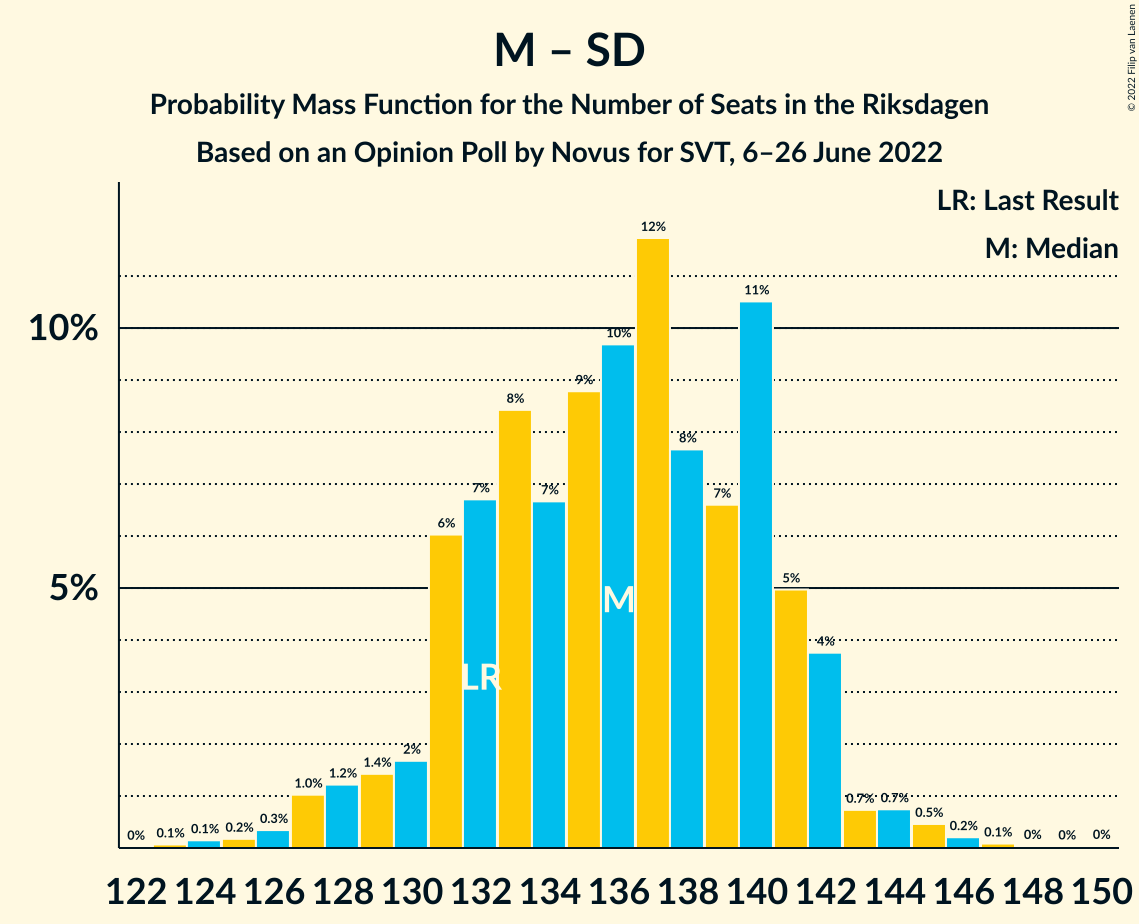 © 2022 Filip van Laenen
M – SD
Probability Mass Function for the Number of Seats in the Riksdagen
Based on an Opinion Poll by Novus for SVT, 6–26 June 2022
LR: Last Result
M: Median
10%
5%
0% 0.1% 0.1% 0.2% 0.3% 1.0% 1.2% 1.4% 2% 6% 7% 8% 7% 9% 10% 12% 8% 7% 11% 5% 4% 0.7% 0.7% 0.5% 0.2% 0.1% 0% 0% 0%
M
LR
122 124 126 128 130 132 134 136 138 140 142 144 146 148 150